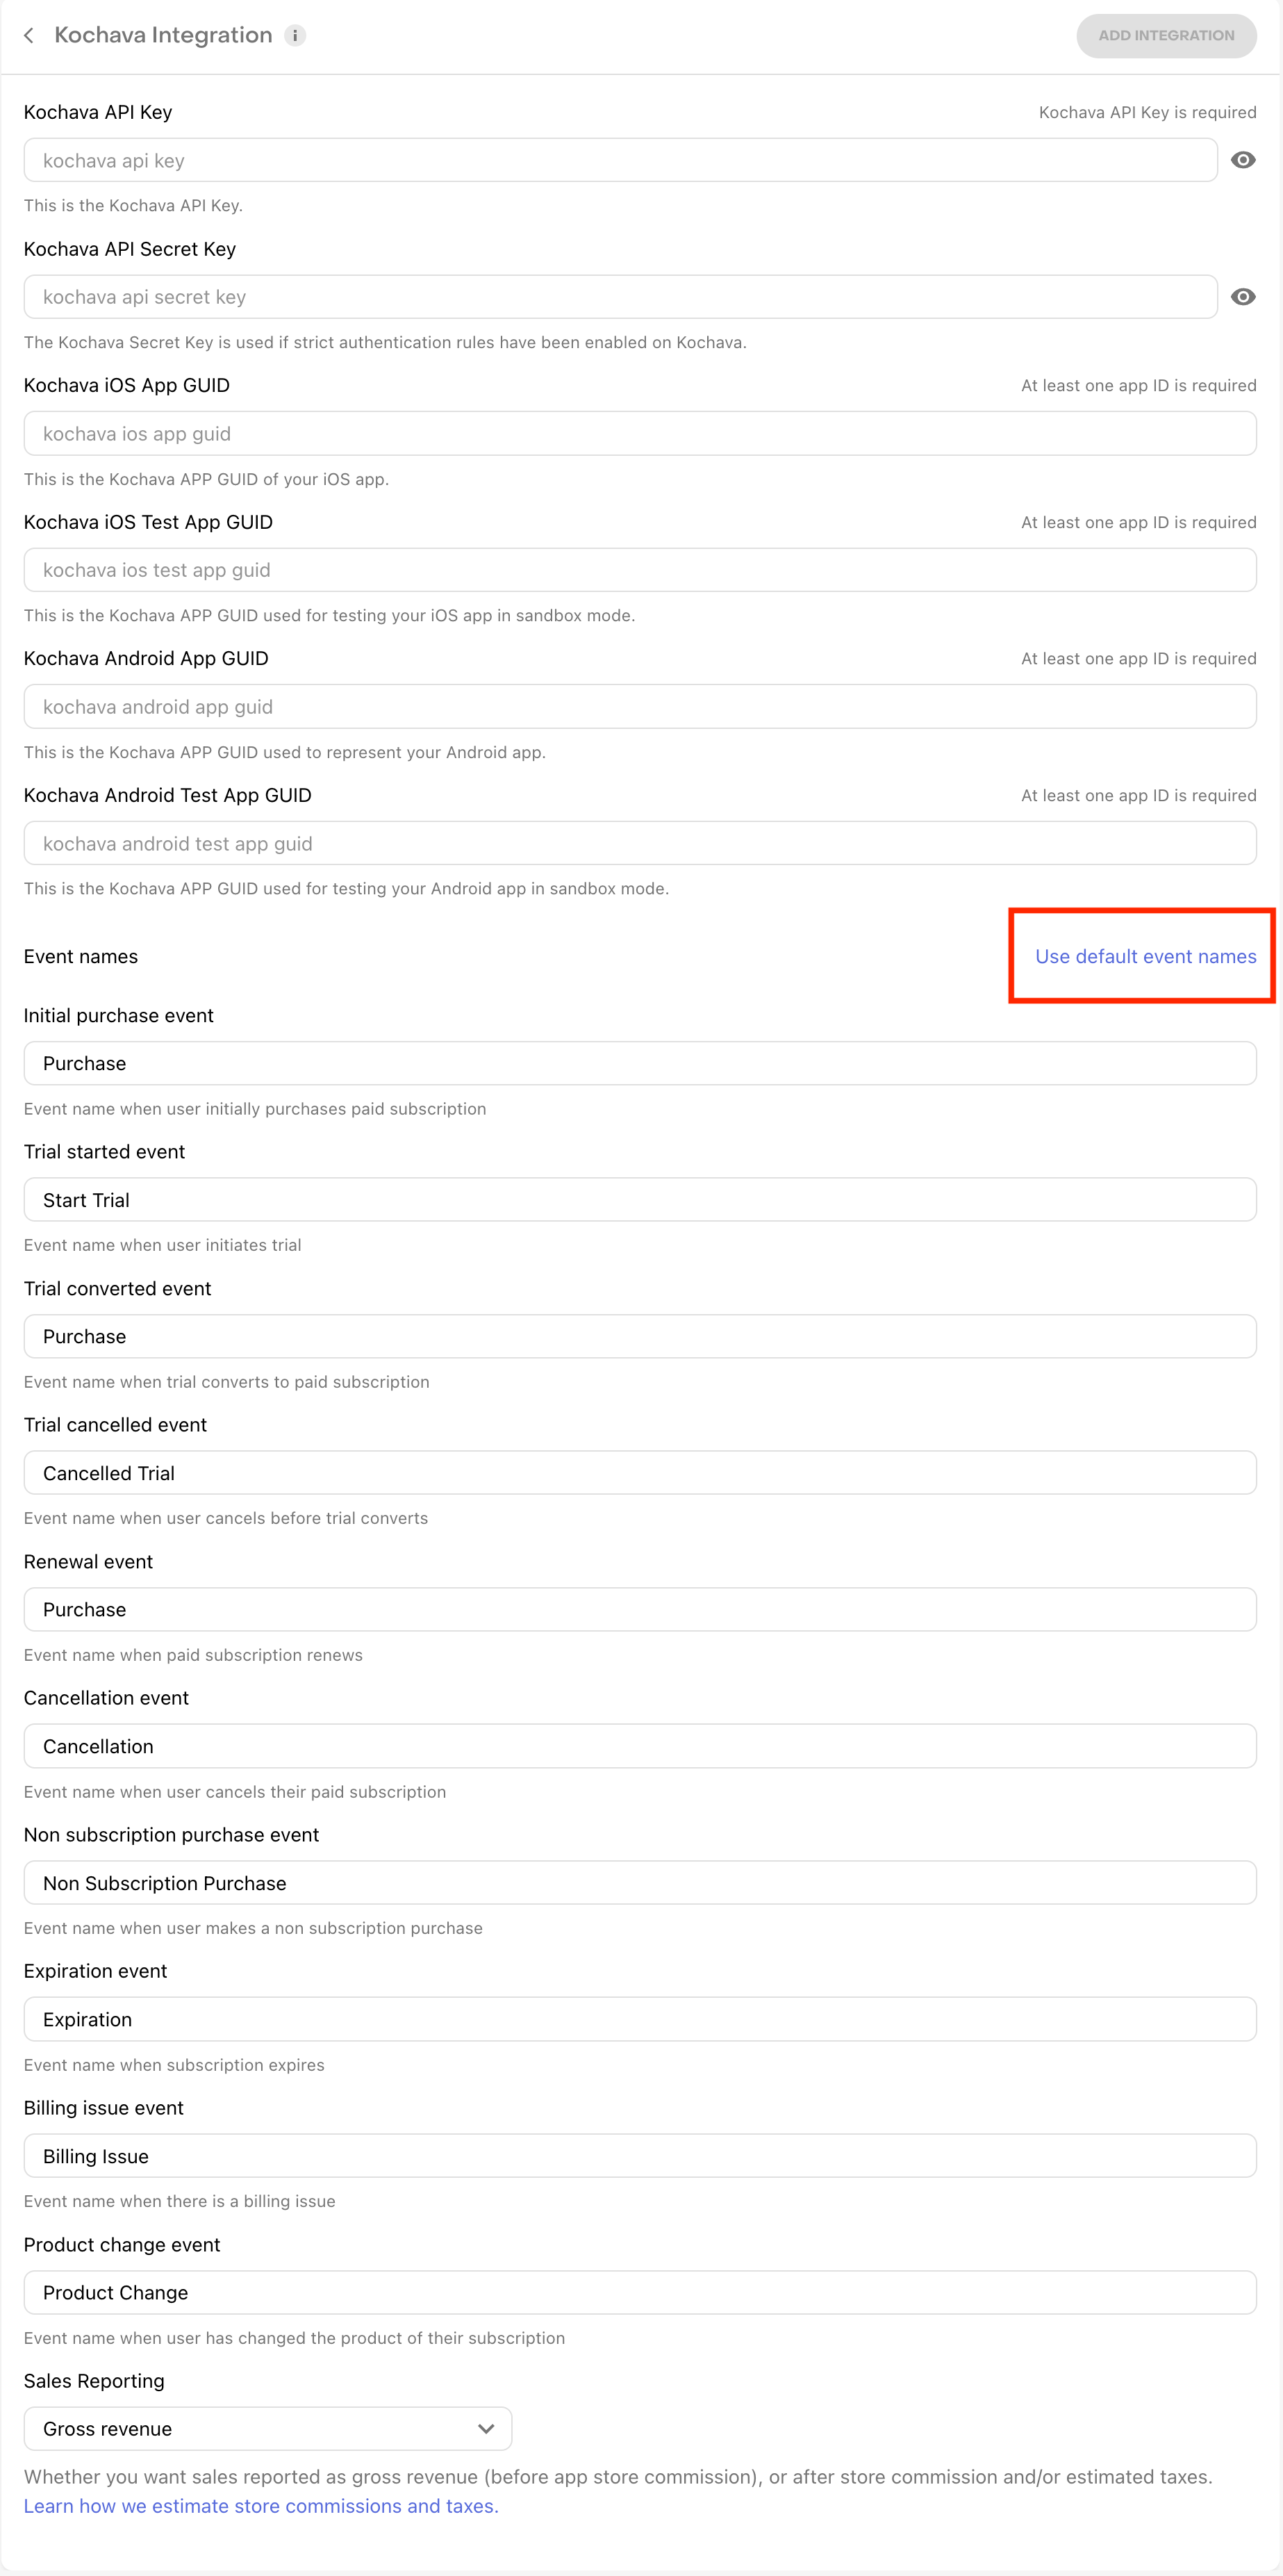 Kochava Integration i
ADD INTEGRATION
Kochava API Key
Kochava API Key is required
kochava api key
This is the Kochava API Key.
Kochava API Secret Key
kochava api secret key
The Kochava Secret Key is used if strict authentication rules have been enabled on Kochava.
Kochava iOS App GUID
At least one app ID is required
kochava ios app guid
This is the Kochava APP GUID of your iOS app.
Kochava iOS Test App GUID
At least one app ID is required
kochava ios test app guid
This is the Kochava APP GUID used for testing your iOS app in sandbox mode.
Kochava Android App GUID
At least one app ID is required
kochava android app guid
This is the Kochava APP GUID used to represent your Android app.
Kochava Android Test App GUID
At least one app ID is required
kochava android test app guid
This is the Kochava APP GUID used for testing your Android app in sandbox mode.
Event names
Use default event names
Initial purchase event
Purchase
Event name when user initially purchases paid subscription
Trial started event
Start Trial
Event name when user initiates trial
Trial converted event
Purchase
Event name when trial converts to paid subscription
Trial cancelled event
Cancelled Trial
Event name when user cancels before trial converts
Renewal event
Purchase
Event name when paid subscription renews
Cancellation event
Cancellation
Event name when user cancels their paid subscription
Non subscription purchase event
Non Subscription Purchase
Event name when user makes a non subscription purchase
Expiration event
Expiration
Event name when subscription expires
Billing issue event
Billing Issue
Event name when there is a billing issue
Product change event
Product Change
Event name when user has changed the product of their subscription
Sales Reporting
Gross revenue
Whether you want sales reported as gross revenue (before app store commission), or after store commission and/or estimated taxes.
Learn how we estimate store commissions and taxes.